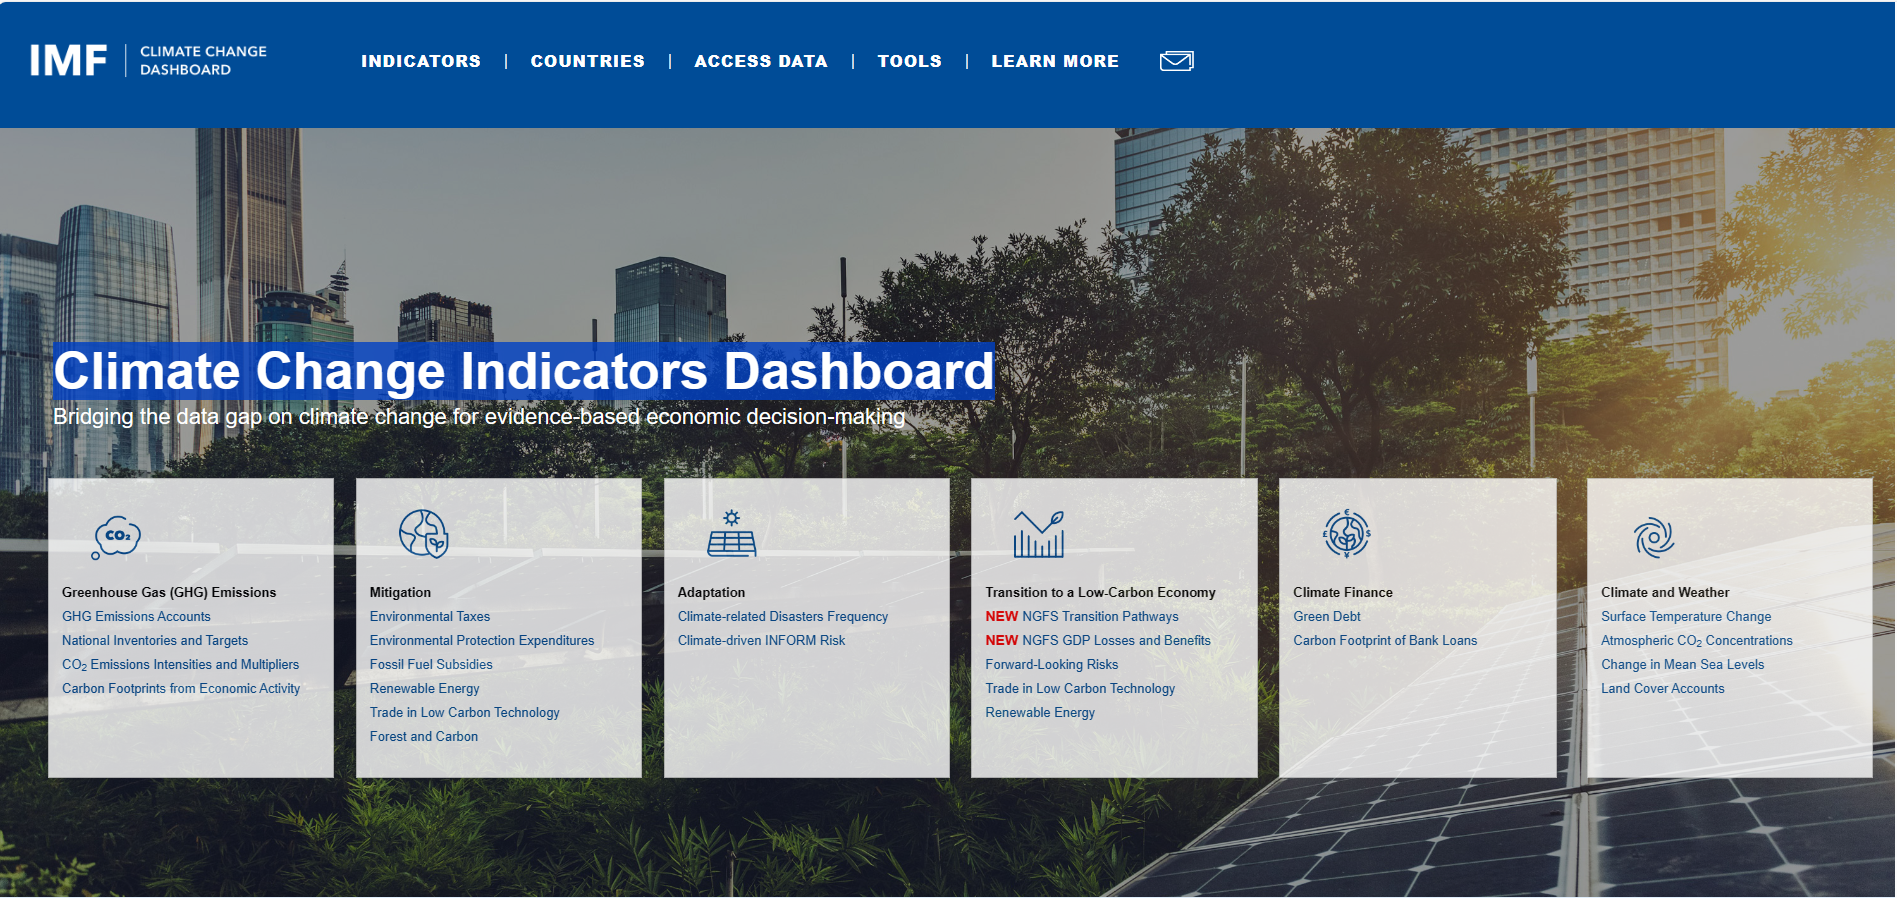 IMF
CLIMATE CHANGE
DASHBOARD
INDICATORS | COUNTRIES | ACCESS DATA | TOOLS | LEARN MORE
Climate Change Indicators Dashboard
Bridging the data gap on climate change for evidence-based economic decision-making
CO₂
Greenhouse Gas (GHG) Emissions
GHG Emissions Accounts
National Inventories and Targets
CO₂ Emissions Intensities and Multipliers
Carbon Footprints from Economic Activity
Mitigation
Environmental Taxes
Environmental Protection Expenditures
Fossil Fuel Subsidies
Renewable Energy
Trade in Low Carbon Technology
Forest and Carbon
Adaptation
Climate-related Disasters Frequency
Climate-driven INFORM Risk
Transition to a Low-Carbon Economy
NEW NGFS Transition Pathways
NEW NGFS GDP Losses and Benefits
Forward-Looking Risks
Trade in Low Carbon Technology
Renewable Energy
€
£ $
¥
Climate Finance
Green Debt
Carbon Footprint of Bank Loans
Climate and Weather
Surface Temperature Change
Atmospheric CO₂ Concentrations
Change in Mean Sea Levels
Land Cover Accounts